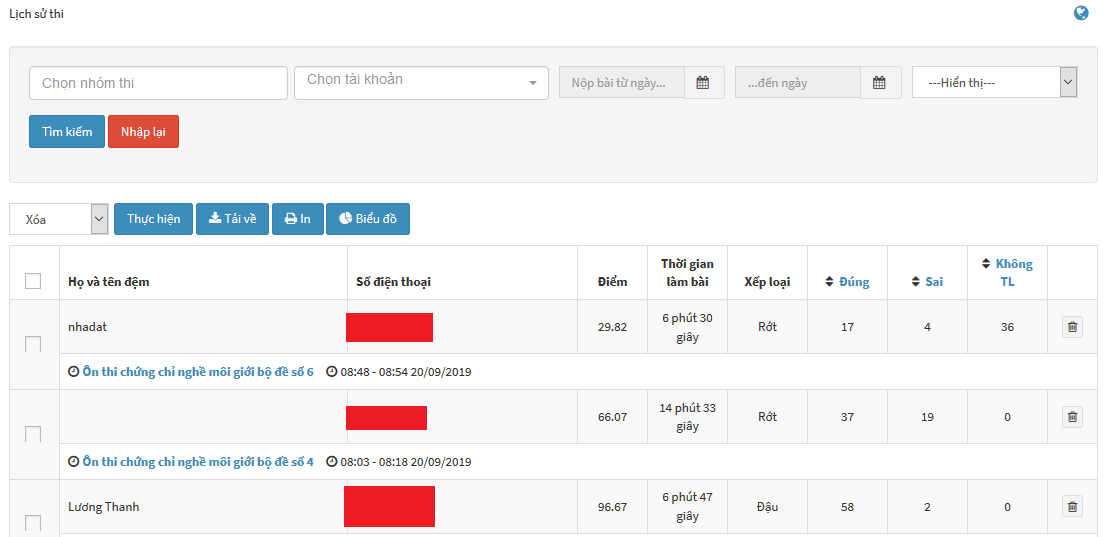 Lịch sử thi
Chọn nhóm thi
Chọn tài khoản
Nộp bài từ ngày...
...đến ngày
---Hiển thị---
Tìm kiếm
Nhập lại
Xóa
Thực hiện
Tải về
In
Biểu đồ
Họ và tên đệm
Số điện thoại
Điểm
Thời gian
làm bài
Xếp loại
Đúng
Sai
Không
TL
nhadat
29.82
6 phút 30
giây
Rớt
17
4
36
Ôn thi chứng chỉ nghề môi giới bộ đề số 6
08:48 - 08:54 20/09/2019
66.07
14 phút 33
giây
Rớt
37
19
0
Ôn thi chứng chỉ nghề môi giới bộ đề số 4
08:03 - 08:18 20/09/2019
Lương Thanh
96.67
6 phút 47
giây
Đậu
58
2
0